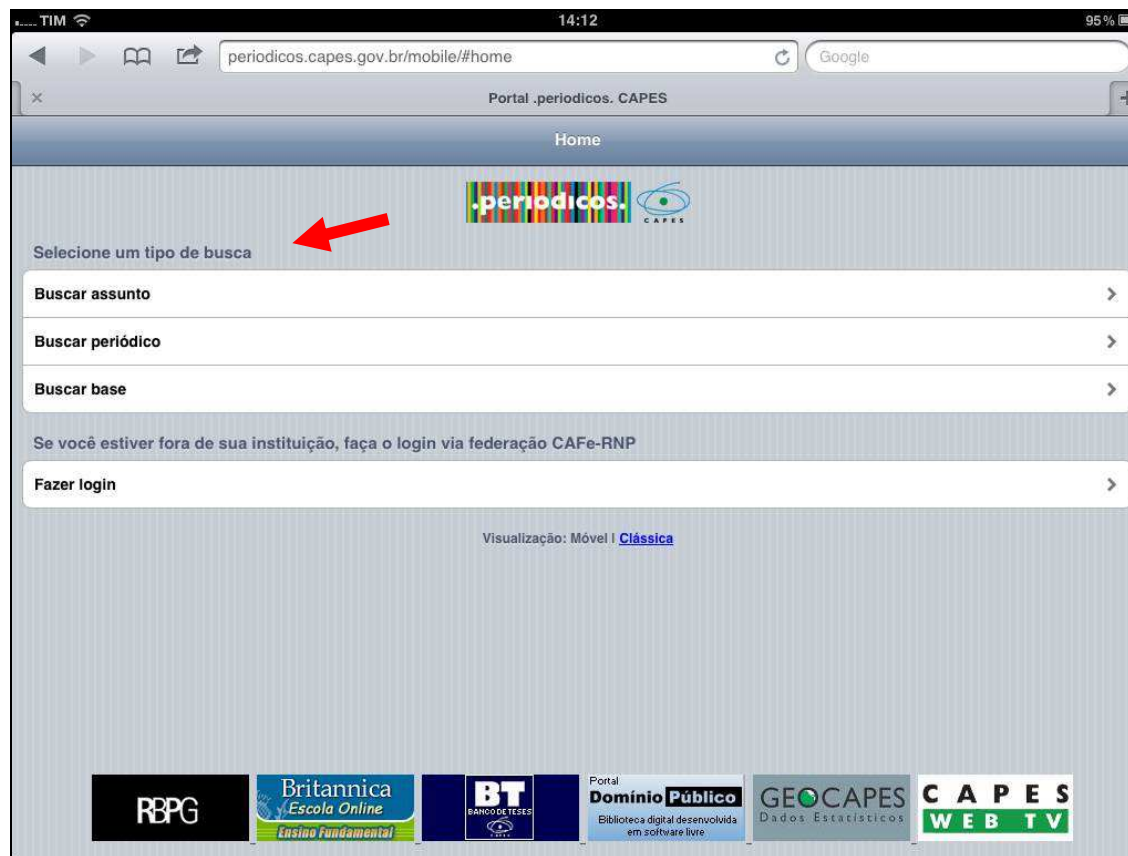 TIM 14:12 95%
periodicos.capes.gov.br/mobile/#home Google
Portal .periodicos. CAPES
Home
.periodicos. CAPES
Selecione um tipo de busca
Buscar assunto
Buscar periódico
Buscar base
Se você estiver fora de sua instituição, faça o login via federação CAFe-RNP
Fazer login
Visualização: Móvel | Clássica
RBPG
Britannica
Escola Online
Ensino Fundamental
BT
BANCO DE TESES
CAPES
Portal
Domínio Público
Biblioteca digital desenvolvida
em software livre
GEOCAPES
Dados Estatísticos
CAPES
WEB TV